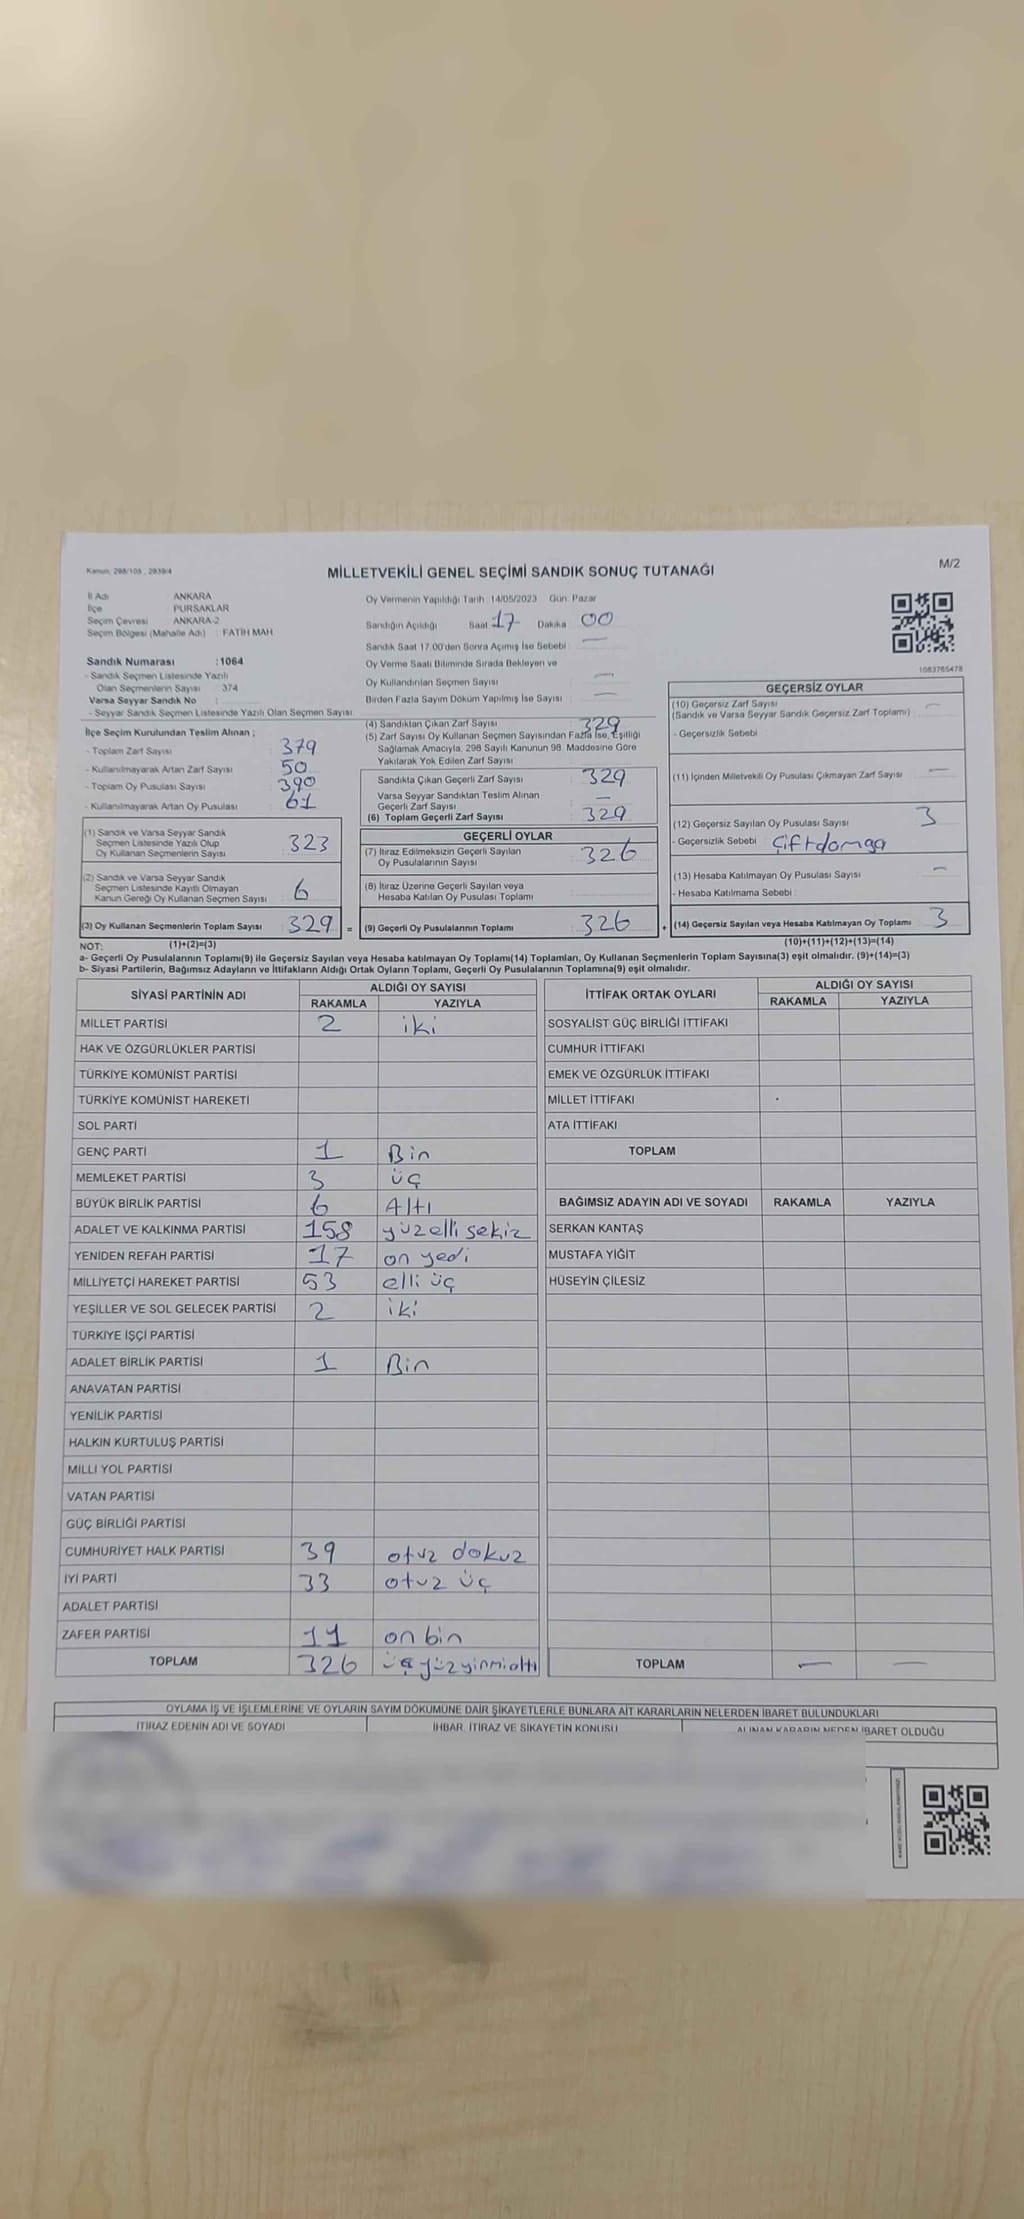 Kanun, 298/105 , 2839/4
MİLLETVEKİLİ GENEL SEÇİMİ SANDIK SONUÇ TUTANAĞI
M/2
İl Adı ANKARA
İlçe PURSAKLAR
Seçim Çevresi ANKARA-2
Seçim Bölgesi (Mahalle Adı) : FATİH MAH
Sandık Numarası :1064
- Sandık Seçmen Listesinde Yazılı
Olan Seçmenlerin Sayısı 374
Varsa Seyyar Sandık No
- Seyyar Sandık Seçmen Listesinde Yazılı Olan Seçmen Sayısı:
İlçe Seçim Kurulundan Teslim Alınan ;
- Toplam Zarf Sayısı 379
- Kullanılmayarak Artan Zarf Sayısı 50
- Toplam Oy Pusulası Sayısı 390
- Kullanılmayarak Artan Oy Pusulası 61
(1) Sandık ve Varsa Seyyar Sandık
Seçmen Listesinde Yazılı Olup
Oy Kullanan Seçmenlerin Sayısı 323
(2) Sandık ve Varsa Seyyar Sandık
Seçmen Listesinde Kayıtlı Olmayan
Kanun Gereği Oy Kullanan Seçmen Sayısı 6
(3) Oy Kullanan Seçmenlerin Toplam Sayısı 329 =
Oy Vermenin Yapıldığı Tarih :14/05/2023 Gün: Pazar
Sandığın Açıldığı Saat 17 Dakika 00
Sandık Saat 17:00'den Sonra Açımış İse Sebebi : —
Oy Verme Saati Bitiminde Sırada Bekleyen ve
Oy Kullandırılan Seçmen Sayısı —
Birden Fazla Sayım Döküm Yapılmış İse Sayısı —
(4) Sandıktan Çıkan Zarf Sayısı 329
(5) Zarf Sayısı Oy Kullanan Seçmen Sayısından Fazla İse, Eşitliği
Sağlamak Amacıyla, 298 Sayılı Kanunun 98. Maddesine Göre
Yakılarak Yok Edilen Zarf Sayısı
Sandıkta Çıkan Geçerli Zarf Sayısı 329
Varsa Seyyar Sandıktan Teslim Alınan
Geçerli Zarf Sayısı —
(6) Toplam Geçerli Zarf Sayısı 329
GEÇERLİ OYLAR
(7) İtiraz Edilmeksizin Geçerli Sayılan
Oy Pusulalarının Sayısı 326
(8) İtiraz Üzerine Geçerli Sayılan veya
Hesaba Katılan Oy Pusulası Toplamı
(9) Geçerli Oy Pusulalarının Toplamı 326 +
1083765478
GEÇERSİZ OYLAR
(10) Geçersiz Zarf Sayısı —
(Sandık ve Varsa Seyyar Sandık Geçersiz Zarf Toplamı)
- Geçersizlik Sebebi
(11) İçinden Milletvekili Oy Pusulası Çıkmayan Zarf Sayısı —
(12) Geçersiz Sayılan Oy Pusulası Sayısı 3
- Geçersizlik Sebebi çiftdamga
(13) Hesaba Katılmayan Oy Pusulası Sayısı —
- Hesaba Katılmama Sebebi
(14) Geçersiz Sayılan veya Hesaba Katılmayan Oy Toplamı 3
NOT: (1)+(2)=(3) (10)+(11)+(12)+(13)=(14)
a- Geçerli Oy Pusulalarının Toplamı(9) ile Geçersiz Sayılan veya Hesaba katılmayan Oy Toplamı(14) Toplamları, Oy Kullanan Seçmenlerin Toplam Sayısına(3) eşit olmalıdır. (9)+(14)=(3)
b- Siyasi Partilerin, Bağımsız Adayların ve İttifakların Aldığı Ortak Oyların Toplamı, Geçerli Oy Pusulalarının Toplamına(9) eşit olmalıdır.
SİYASİ PARTİNİN ADI ALDIĞI OY SAYISI
RAKAMLA YAZIYLA
MİLLET PARTİSİ 2 iki
HAK VE ÖZGÜRLÜKLER PARTİSİ
TÜRKİYE KOMÜNİST PARTİSİ
TÜRKİYE KOMÜNİST HAREKETİ
SOL PARTİ
GENÇ PARTİ 1 Bin
MEMLEKET PARTİSİ 3 üç
BÜYÜK BİRLİK PARTİSİ 6 Altı
ADALET VE KALKINMA PARTİSİ 158 yüzelli sekiz
YENİDEN REFAH PARTİSİ 17 on yedi
MİLLİYETÇİ HAREKET PARTİSİ 53 elli üç
YEŞİLLER VE SOL GELECEK PARTİSİ 2 iki
TÜRKİYE İŞÇİ PARTİSİ
ADALET BİRLİK PARTİSİ 1 Bin
ANAVATAN PARTİSİ
YENİLİK PARTİSİ
HALKIN KURTULUŞ PARTİSİ
MİLLİ YOL PARTİSİ
VATAN PARTİSİ
GÜÇ BİRLİĞİ PARTİSİ
CUMHURİYET HALK PARTİSİ 39 otuz dokuz
İYİ PARTİ 33 otuz üç
ADALET PARTİSİ
ZAFER PARTİSİ 11 on bin
TOPLAM 326 üçyüzyinmialtı
İTTİFAK ORTAK OYLARI ALDIĞI OY SAYISI
RAKAMLA YAZIYLA
SOSYALİST GÜÇ BİRLİĞİ İTTİFAKI
CUMHUR İTTİFAKI
EMEK VE ÖZGÜRLÜK İTTİFAKI
MİLLET İTTİFAKI
ATA İTTİFAKI
TOPLAM
BAĞIMSIZ ADAYIN ADI VE SOYADI RAKAMLA YAZIYLA
SERKAN KANTAŞ
MUSTAFA YİĞİT
HÜSEYİN ÇİLESİZ
TOPLAM — —
OYLAMA İŞ VE İŞLEMLERİNE VE OYLARIN SAYIM DÖKÜMÜNE DAİR ŞİKAYETLERLE BUNLARA AİT KARARLARIN NELERDEN İBARET BULUNDUKLARI
İTİRAZ EDENİN ADI VE SOYADI İHBAR, İTİRAZ VE ŞİKAYETİN KONUSU ALINAN KARARIN NEDEN İBARET OLDUĞU